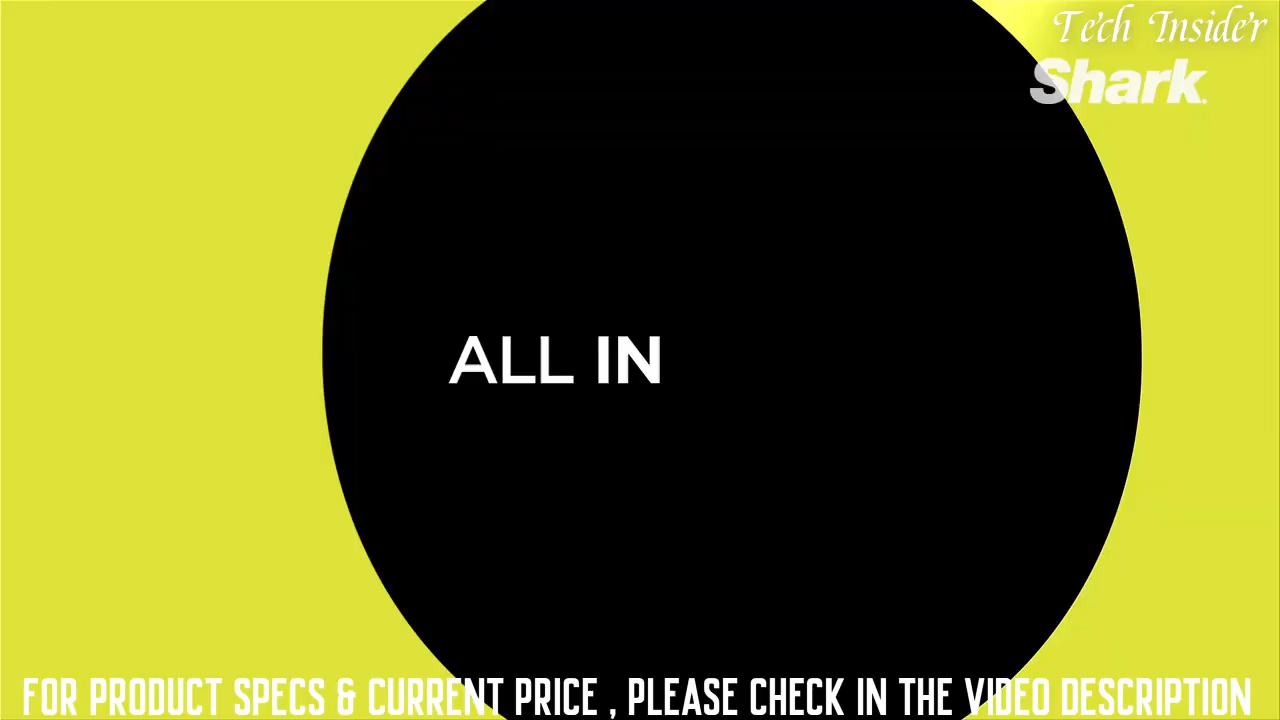 Tech Insider
Shark
ALL IN
FOR PRODUCT SPECS & CURRENT PRICE , PLEASE CHECK IN THE VIDEO DESCRIPTION